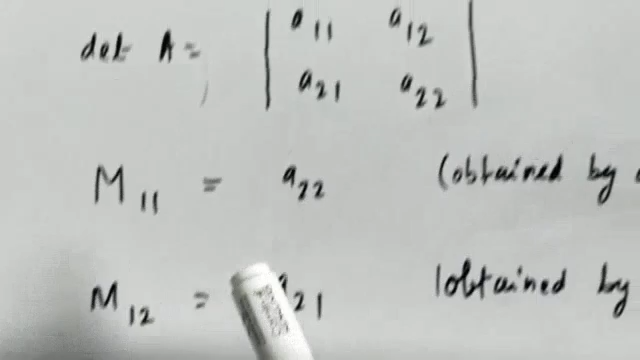 det A = | a11 a12 |
| a21 a22 |
M11 = a22 (obtained by
M12 = a21 (obtained by